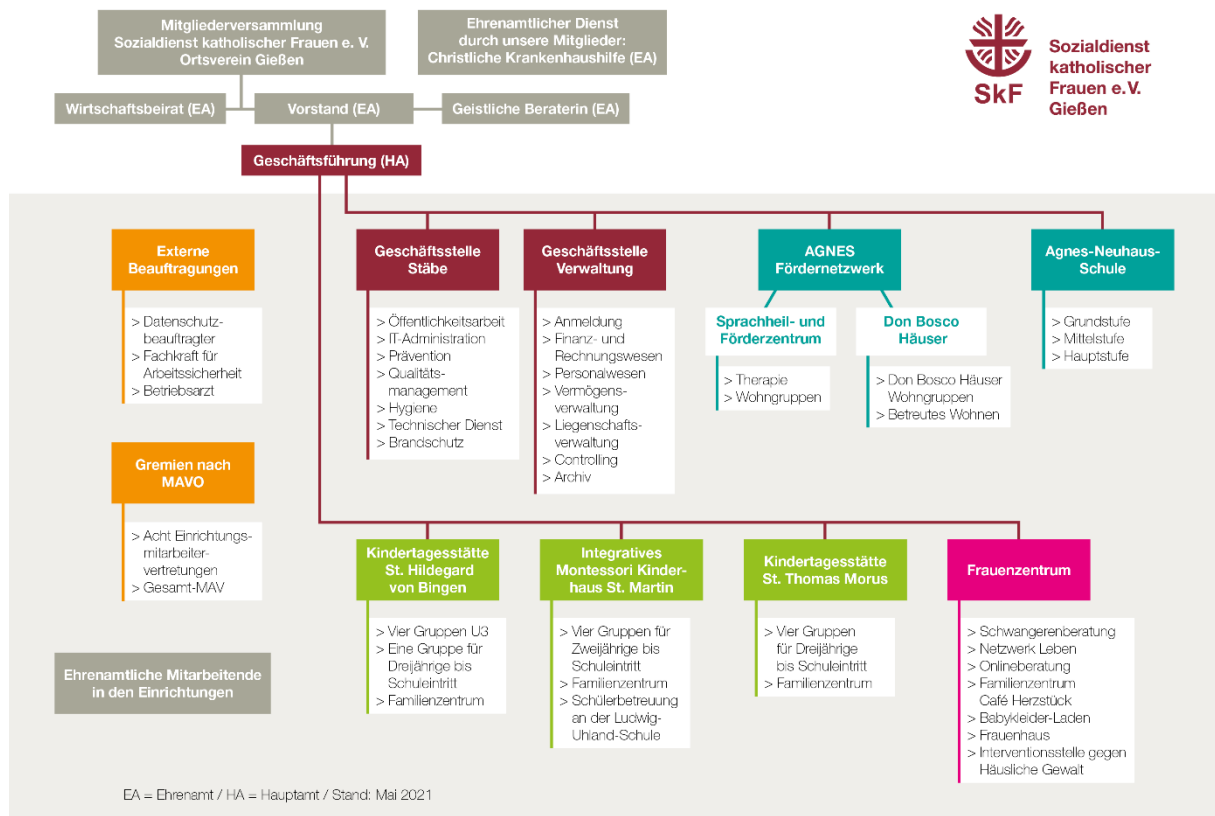 Mitgliederversammlung
Sozialdienst katholischer Frauen e. V.
Ortsverein Gießen
Ehrenamtlicher Dienst
durch unsere Mitglieder:
Christliche Krankenhaushilfe (EA)
SkF
Sozialdienst
katholischer
Frauen e.V.
Gießen
Wirtschaftsbeirat (EA)
Vorstand (EA)
Geistliche Beraterin (EA)
Geschäftsführung (HA)
Externe
Beauftragungen
> Datenschutz-
beauftragter
> Fachkraft für
Arbeitssicherheit
> Betriebsarzt
Geschäftsstelle
Stäbe
> Öffentlichkeitsarbeit
> IT-Administration
> Prävention
> Qualitäts-
management
> Hygiene
> Technischer Dienst
> Brandschutz
Geschäftsstelle
Verwaltung
> Anmeldung
> Finanz- und
Rechnungswesen
> Personalwesen
> Vermögens-
verwaltung
> Liegenschafts-
verwaltung
> Controlling
> Archiv
AGNES
Fördernetzwerk
Sprachheil- und
Förderzentrum
> Therapie
> Wohngruppen
Don Bosco
Häuser
> Don Bosco Häuser
Wohngruppen
> Betreutes Wohnen
Agnes-Neuhaus-
Schule
> Grundstufe
> Mittelstufe
> Hauptstufe
Gremien nach
MAVO
> Acht Einrichtungs-
mitarbeiter-
vertretungen
> Gesamt-MAV
Kindertagesstätte
St. Hildegard
von Bingen
> Vier Gruppen U3
> Eine Gruppe für
Dreijährige bis
Schuleintritt
> Familienzentrum
Integratives
Montessori Kinder-
haus St. Martin
> Vier Gruppen für
Zweijährige bis
Schuleintritt
> Familienzentrum
> Schülerbetreuung
an der Ludwig-
Uhland-Schule
Kindertagesstätte
St. Thomas Morus
> Vier Gruppen
für Dreijährige
bis Schuleintritt
> Familienzentrum
Frauenzentrum
> Schwangerenberatung
> Netzwerk Leben
> Onlineberatung
> Familienzentrum
Café Herzstück
> Babykleider-Laden
> Frauenhaus
> Interventionsstelle gegen
Häusliche Gewalt
Ehrenamtliche Mitarbeitende
in den Einrichtungen
EA = Ehrenamt / HA = Hauptamt / Stand: Mai 2021